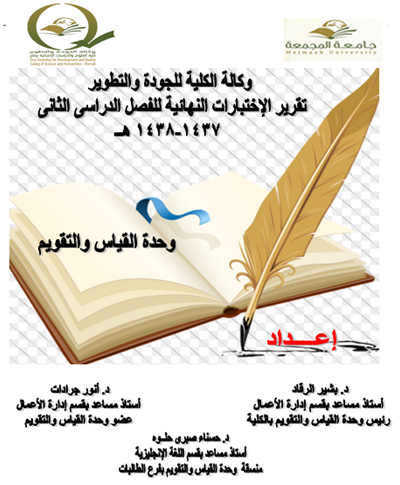 جامعة المجمعة
Majmaah University
وكالة الكلية للجودة والتطوير
تقرير الإختبارات النهائية للفصل الدراسى الثانى
١٤٣٧-١٤٣٨ هـ
وحدة القياس والتقويم
إعـــداد
د. بشير الرقاد
أستاذ مساعد بقسم إدارة الأعمال
رئيس وحدة القياس والتقويم بالكلية
د. أنور جرادات
أستاذ مساعد بقسم إدارة الأعمال
عضو وحدة القياس والتقويم
د. حسناء صبرى حلـوه
أستاذ مساعد بقسم اللغة الإنجليزية
منسقة وحدة القياس والتقويم بفرع الطالبات